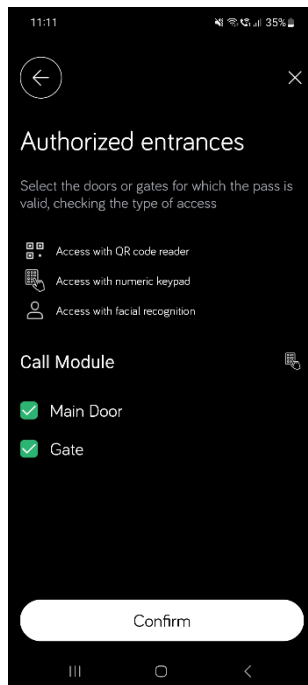 11:11
35%
Authorized entrances
Select the doors or gates for which the pass is
valid, checking the type of access
Access with QR code reader
Access with numeric keypad
Access with facial recognition
Call Module
Main Door
Gate
Confirm